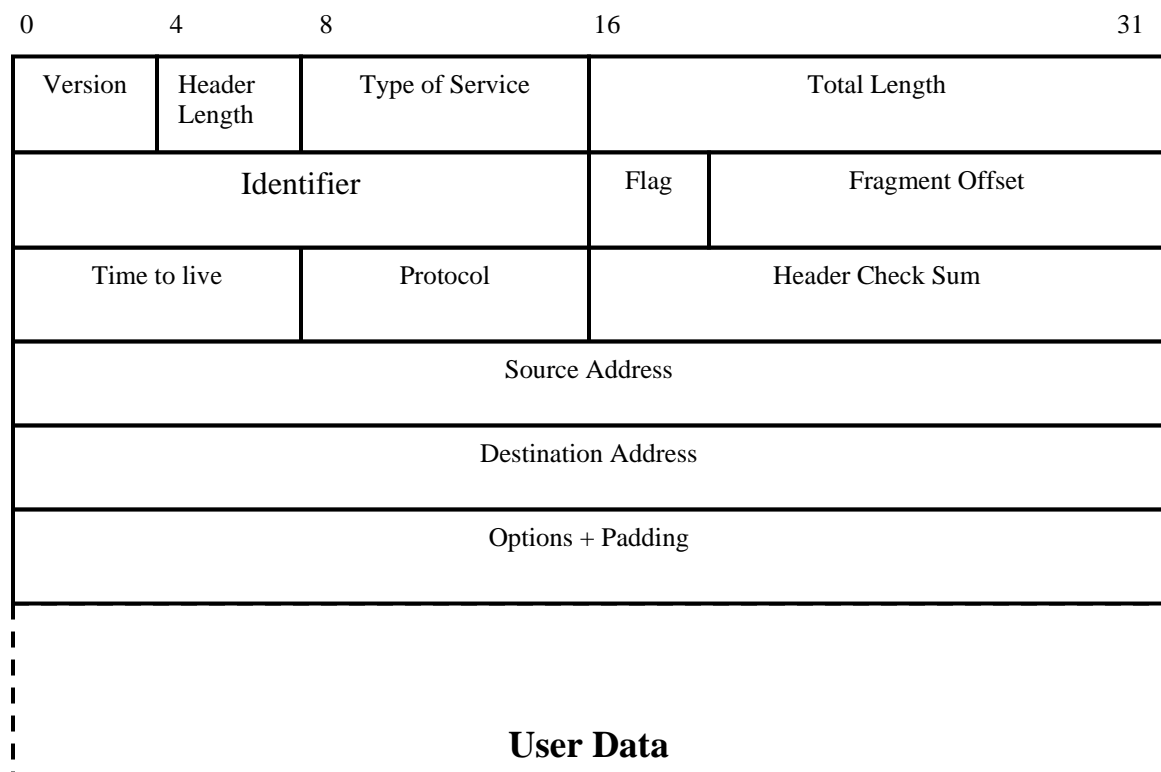 0 4 8 16 31
Version Header Length Type of Service Total Length
Identifier Flag Fragment Offset
Time to live Protocol Header Check Sum
Source Address
Destination Address
Options + Padding
User Data